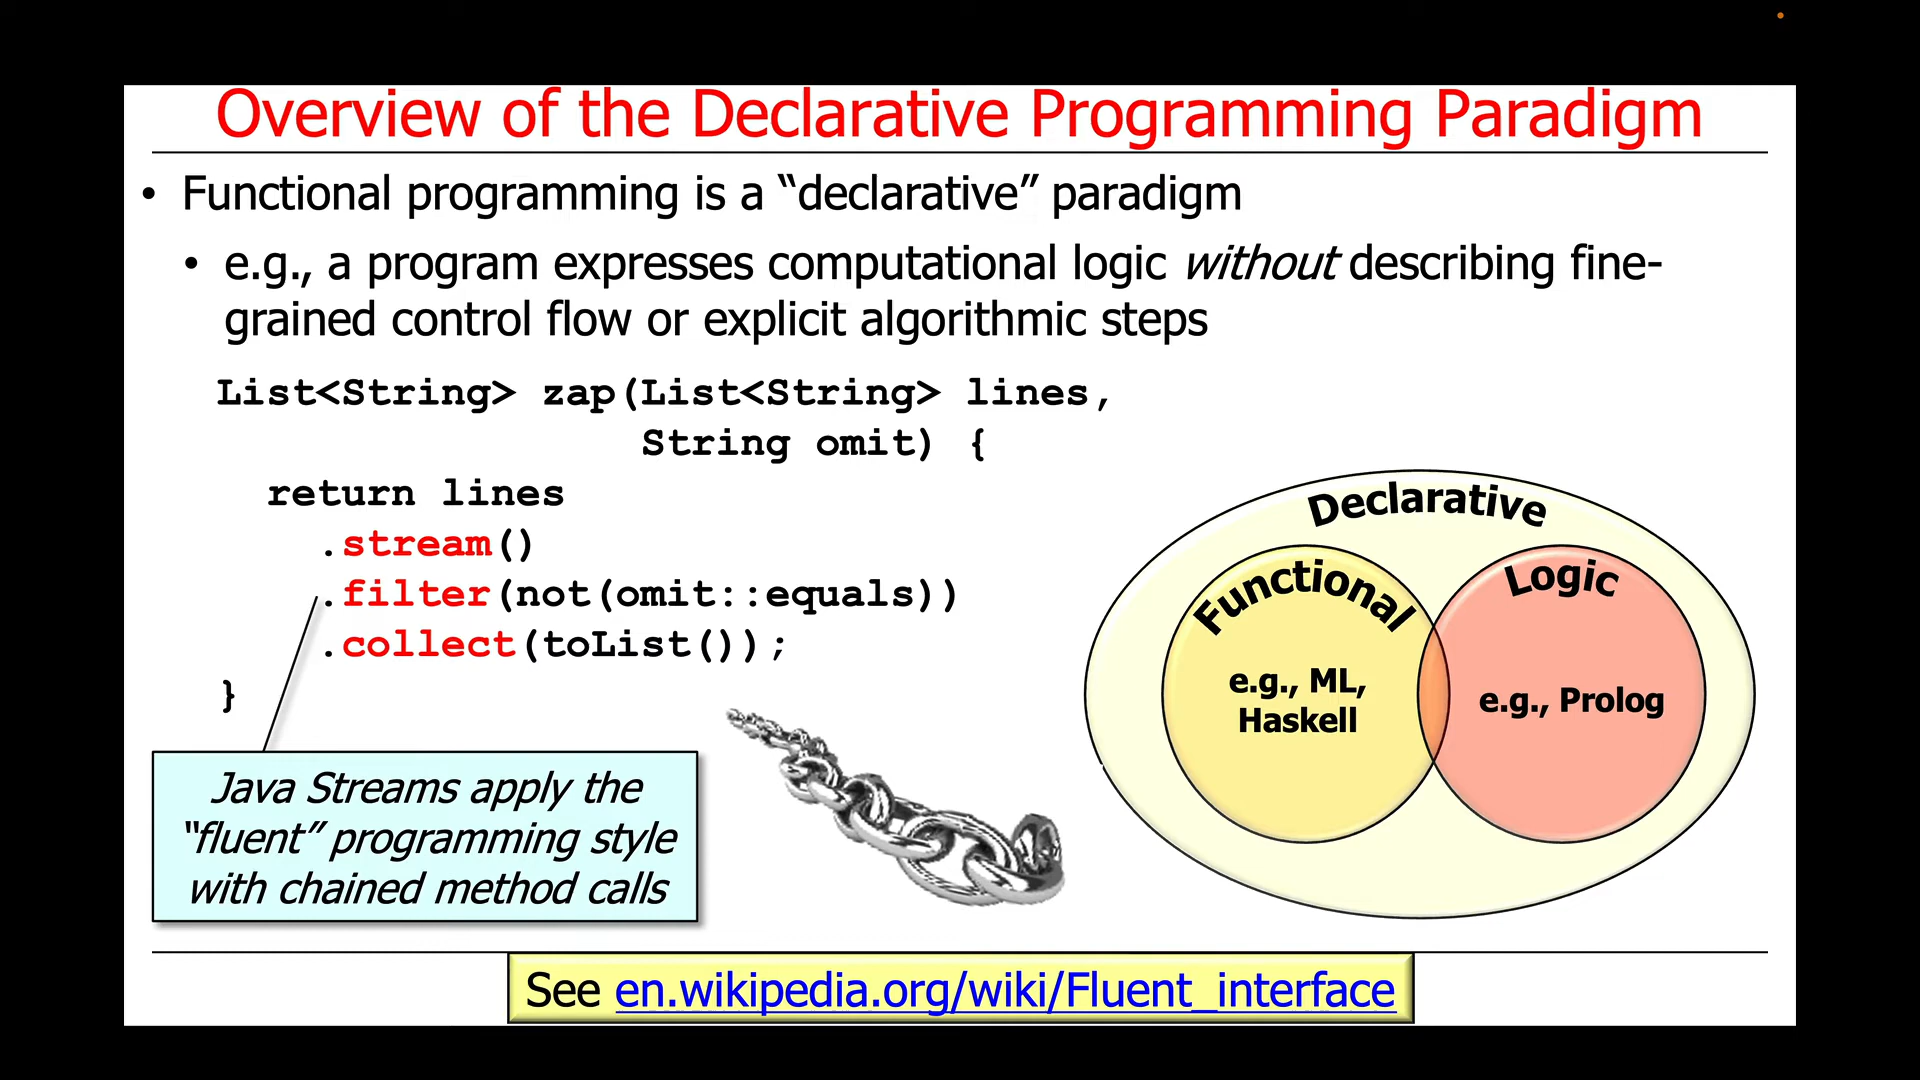 Overview of the Declarative Programming Paradigm
• Functional programming is a “declarative” paradigm
• e.g., a program expresses computational logic without describing fine-
grained control flow or explicit algorithmic steps
List<String> zap(List<String> lines,
String omit) {
return lines
.stream()
.filter(not(omit::equals))
.collect(toList());
}
Java Streams apply the
“fluent” programming style
with chained method calls
Declarative
Functional
e.g., ML,
Haskell
Logic
e.g., Prolog
See en.wikipedia.org/wiki/Fluent_interface